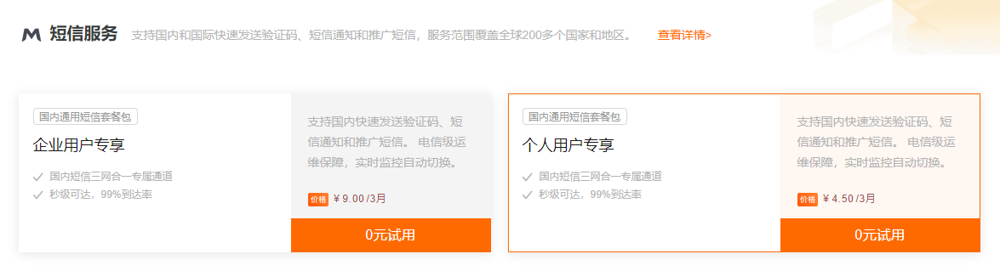 短信服务 支持国内和国际快速发送验证码、短信通知和推广短信，服务范围覆盖全球200多个国家和地区。 查看详情>
国内通用短信套餐包
企业用户专享
国内短信三网合一专属通道
秒级可达，99%到达率
支持国内快速发送验证码、短
信通知和推广短信。 电信级运
维保障，实时监控自动切换。
价格 ¥ 9.00 /3月
0元试用
国内通用短信套餐包
个人用户专享
国内短信三网合一专属通道
秒级可达，99%到达率
支持国内快速发送验证码、短
信通知和推广短信。 电信级运
维保障，实时监控自动切换。
价格 ¥ 4.50 /3月
0元试用